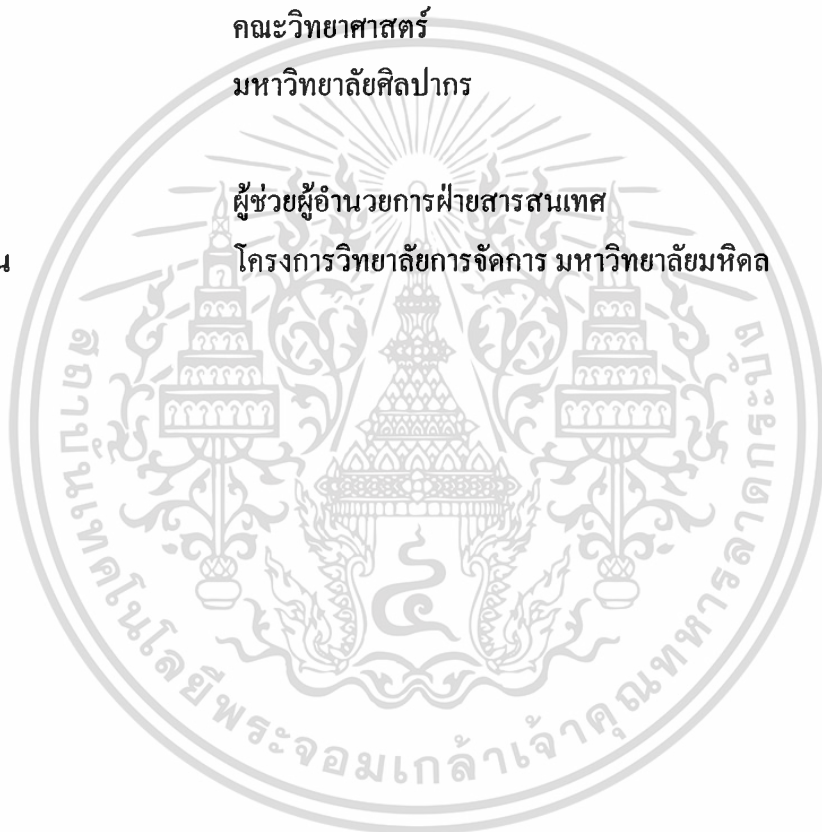 คณะวิทยาศาสตร์
มหาวิทยาลัยศิลปากร
ผู้ช่วยผู้อำนวยการฝ่ายสารสนเทศ
น โครงการวิทยาลัยการจัดการ มหาวิทยาลัยมหิดล
สถาบันเทคโนโลยีพระจอมเกล้าเจ้าคุณทหารลาดกระบัง
๔